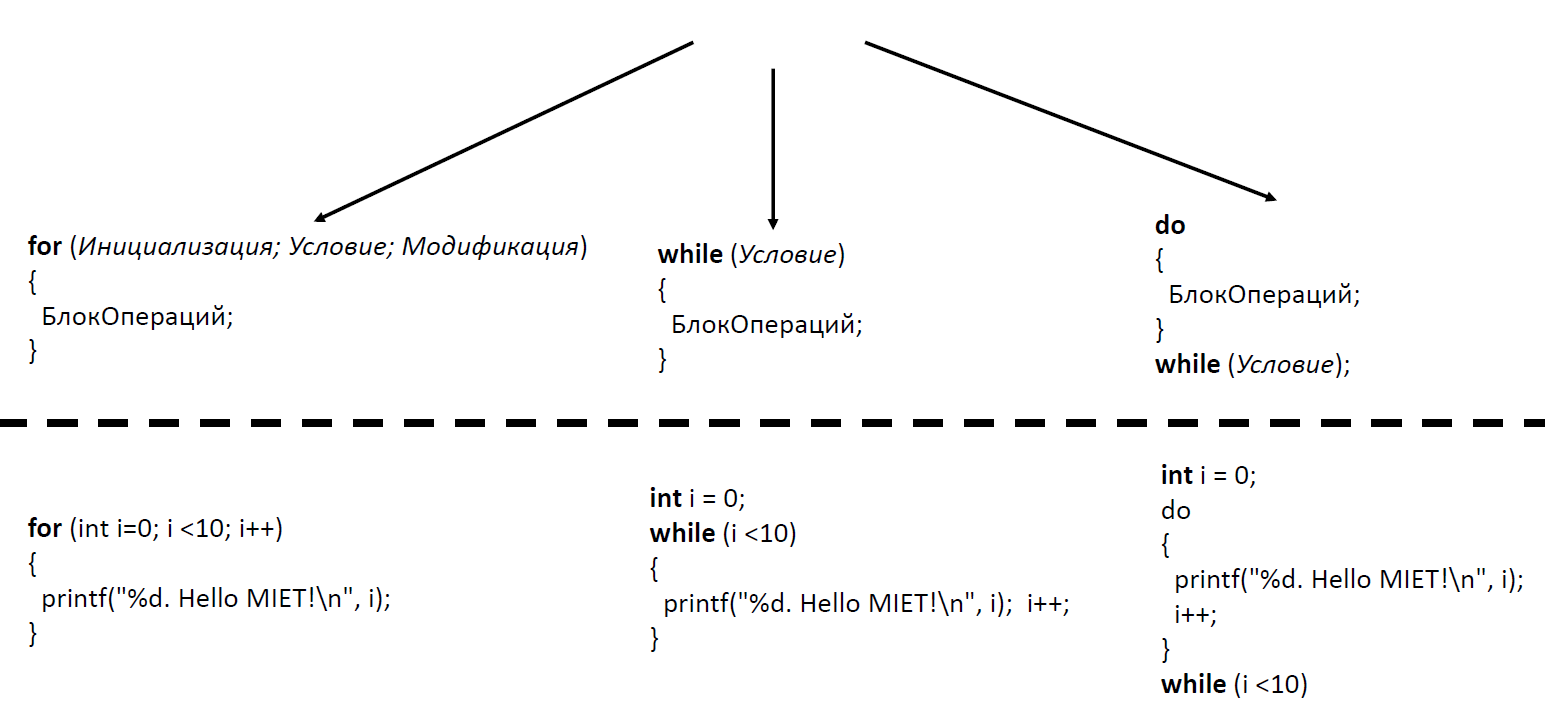 for (Инициализация; Условие; Модификация)
{
БлокОпераций;
}
while (Условие)
{
БлокОпераций;
}
do
{
БлокОпераций;
}
while (Условие);
for (int i=0; i <10; i++)
{
printf("%d. Hello MIET!\n", i);
}
int i = 0;
while (i <10)
{
printf("%d. Hello MIET!\n", i);  i++;
}
int i = 0;
do
{
printf("%d. Hello MIET!\n", i);
i++;
}
while (i <10)